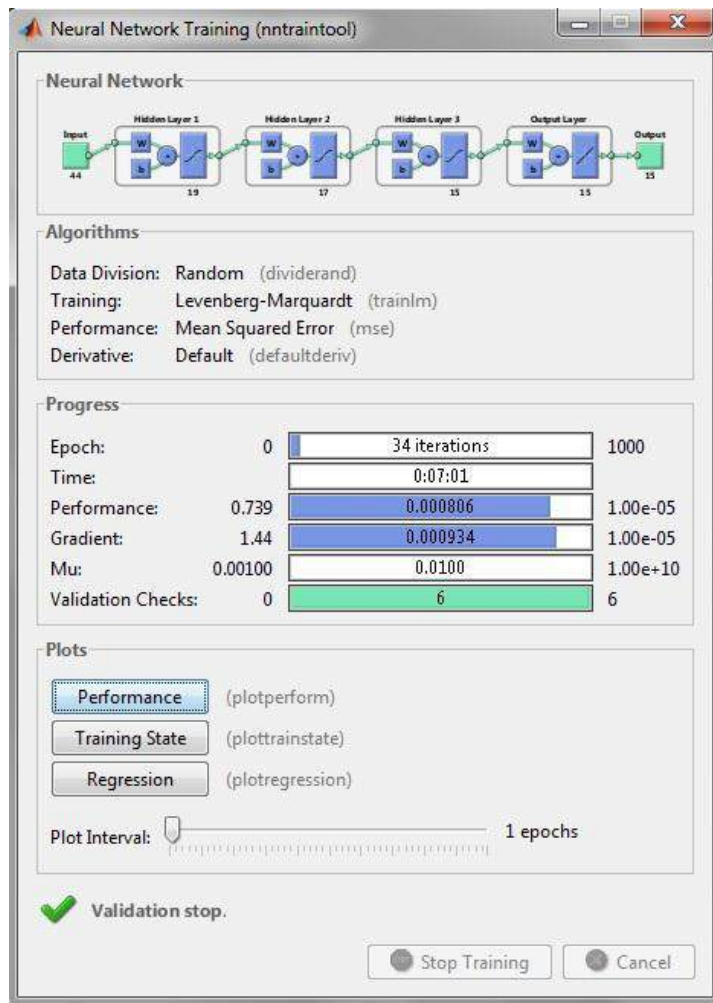 Neural Network Training (nntraintool)
Neural Network
Hidden Layer 1 Hidden Layer 2 Hidden Layer 3 Output Layer
Input Output
W W W W
b b b b
44 15
19 17 15 15
Algorithms
Data Division: Random (dividerand)
Training: Levenberg-Marquardt (trainlm)
Performance: Mean Squared Error (mse)
Derivative: Default (defaultderiv)
Progress
Epoch: 0 34 iterations 1000
Time: 0:07:01
Performance: 0.739 0.000806 1.00e-05
Gradient: 1.44 0.000934 1.00e-05
Mu: 0.00100 0.0100 1.00e+10
Validation Checks: 0 6 6
Plots
Performance (plotperform)
Training State (plottrainstate)
Regression (plotregression)
Plot Interval: 1 epochs
Validation stop.
Stop Training Cancel